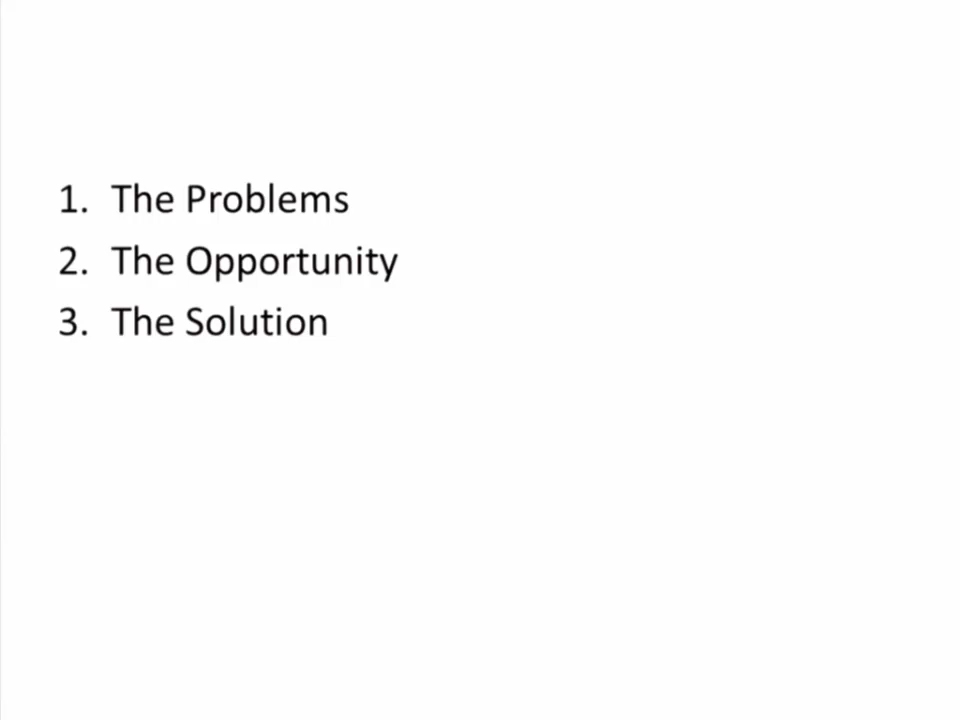 1. The Problems
2. The Opportunity
3. The Solution